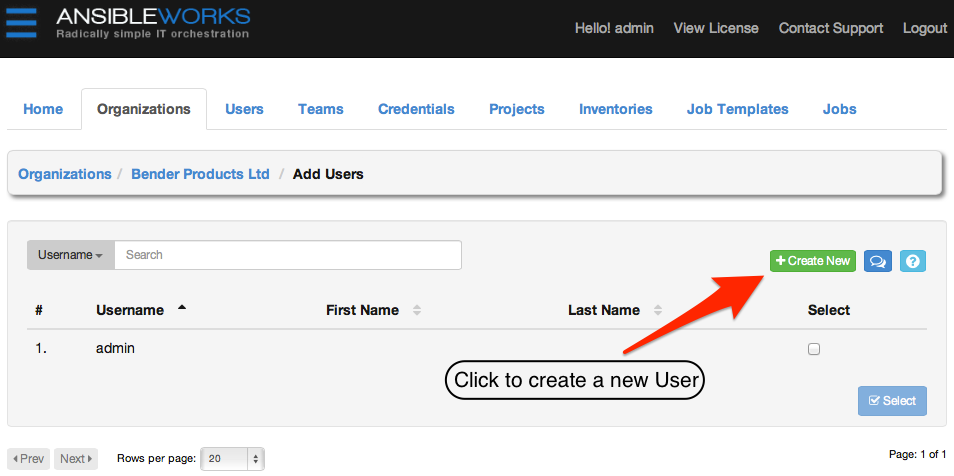 ANSIBLEWORKS
Radically simple IT orchestration
Hello! admin View License Contact Support Logout
Home Organizations Users Teams Credentials Projects Inventories Job Templates Jobs
Organizations / Bender Products Ltd / Add Users
Username Search
+ Create New ?
# Username First Name Last Name Select
1. admin
Click to create a new User
Select
Prev Next Rows per page: 20 Page: 1 of 1